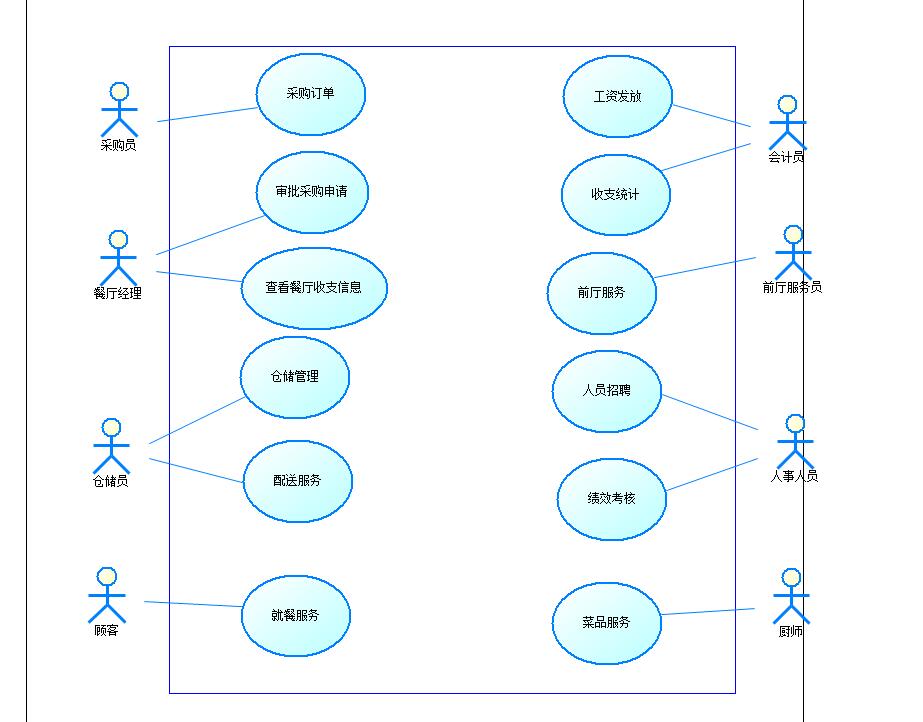 采购订单
工资发放
采购员
会计员
审批采购申请
收支统计
餐厅经理
查看餐厅收支信息
前厅服务
前厅服务员
仓储管理
人员招聘
仓储员
配送服务
绩效考核
人事人员
顾客
就餐服务
菜品服务
厨师